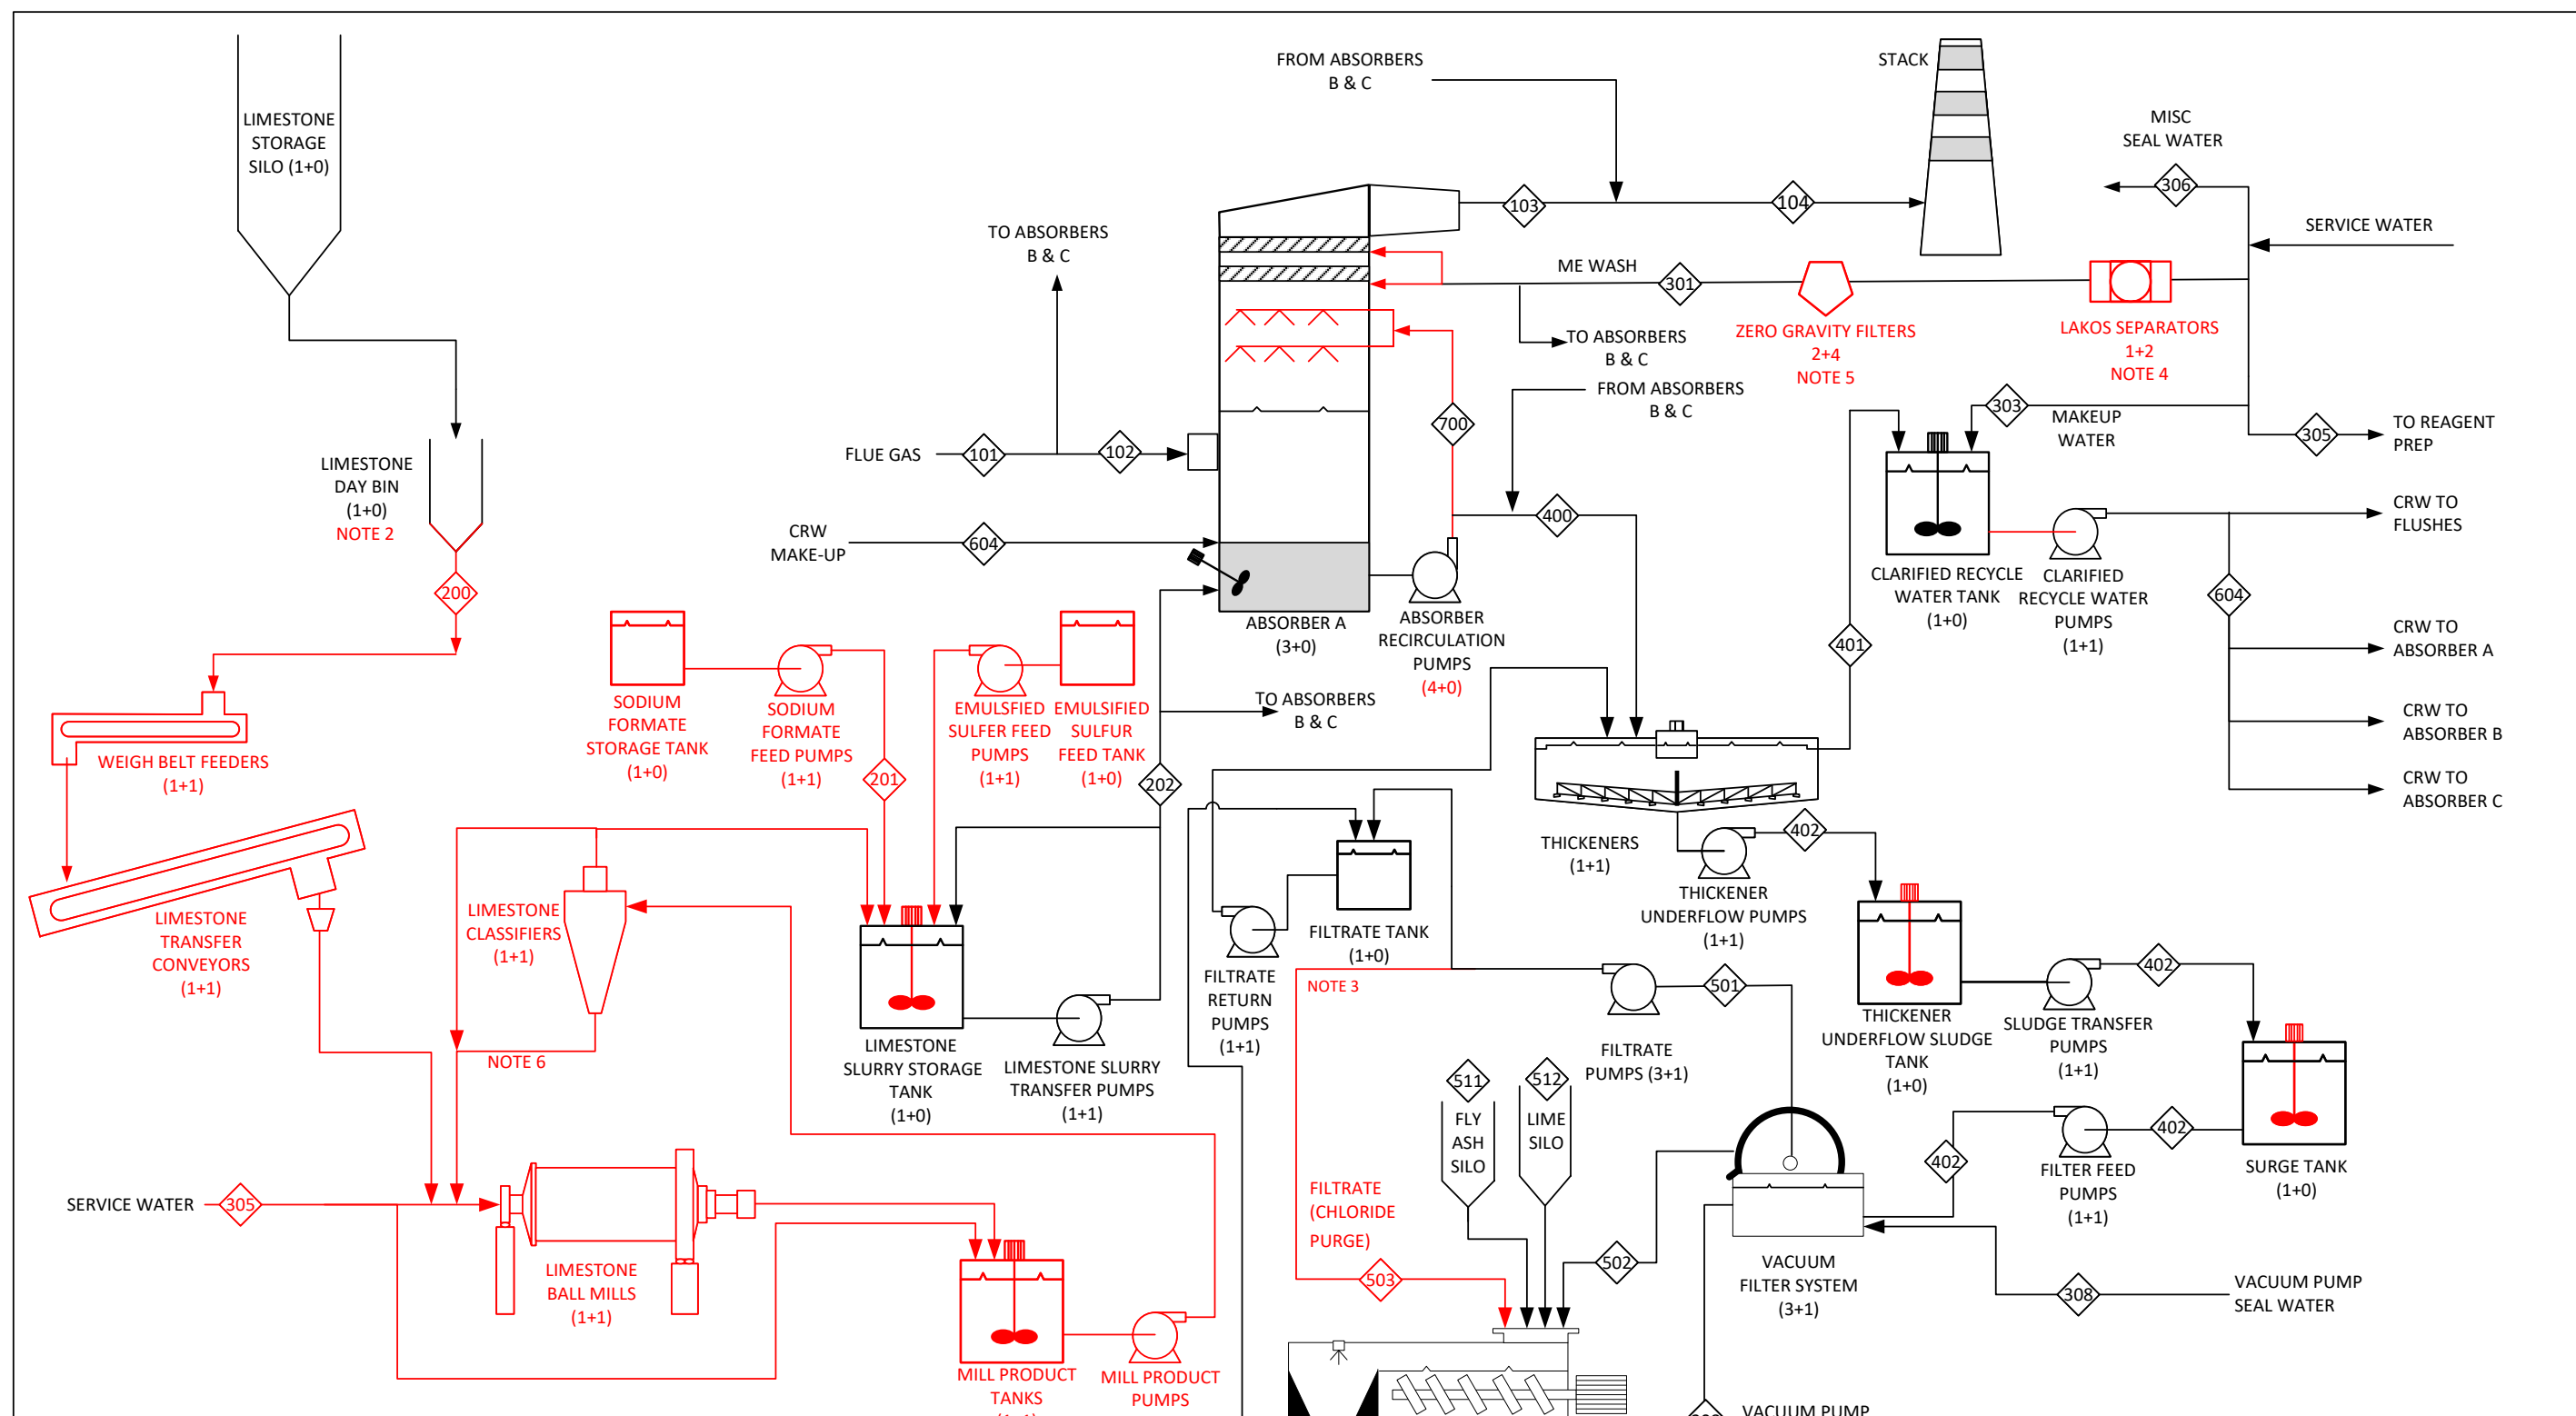 LIMESTONE
STORAGE
SILO (1+0)
FROM ABSORBERS
B & C
STACK
MISC
SEAL WATER
306
SERVICE WATER
103
104
TO ABSORBERS
B & C
ME WASH
301
ZERO GRAVITY FILTERS
2+4
NOTE 5
LAKOS SEPARATORS
1+2
NOTE 4
TO ABSORBERS
B & C
FROM ABSORBERS
B & C
303
MAKEUP
WATER
305
TO REAGENT
PREP
700
FLUE GAS
101
102
LIMESTONE
DAY BIN
(1+0)
NOTE 2
200
CRW
MAKE-UP
604
400
CRW TO
FLUSHES
CLARIFIED RECYCLE
WATER TANK
(1+0)
CLARIFIED
RECYCLE WATER
PUMPS
(1+1)
604
CRW TO
ABSORBER A
CRW TO
ABSORBER B
CRW TO
ABSORBER C
ABSORBER A
(3+0)
ABSORBER
RECIRCULATION
PUMPS
(4+0)
401
SODIUM
FORMATE
STORAGE TANK
(1+0)
SODIUM
FORMATE
FEED PUMPS
(1+1)
201
EMULSFIED
SULFER FEED
PUMPS
(1+1)
EMULSIFIED
SULFUR
FEED TANK
(1+0)
TO ABSORBERS
B & C
202
WEIGH BELT FEEDERS
(1+1)
THICKENERS
(1+1)
402
THICKENER
UNDERFLOW PUMPS
(1+1)
LIMESTONE
TRANSFER
CONVEYORS
(1+1)
LIMESTONE
CLASSIFIERS
(1+1)
FILTRATE TANK
(1+0)
FILTRATE
RETURN
PUMPS
(1+1)
NOTE 3
501
FILTRATE
PUMPS (3+1)
402
THICKENER
UNDERFLOW SLUDGE
TANK
(1+0)
SLUDGE TRANSFER
PUMPS
(1+1)
NOTE 6
LIMESTONE
SLURRY STORAGE
TANK
(1+0)
LIMESTONE SLURRY
TRANSFER PUMPS
(1+1)
511
FLY
ASH
SILO
512
LIME
SILO
402
402
FILTER FEED
PUMPS
(1+1)
SURGE TANK
(1+0)
SERVICE WATER
305
FILTRATE
(CHLORIDE
PURGE)
503
502
VACUUM
FILTER SYSTEM
(3+1)
308
VACUUM PUMP
SEAL WATER
LIMESTONE
BALL MILLS
(1+1)
MILL PRODUCT
TANKS
MILL PRODUCT
PUMPS
VACUUM PUMP